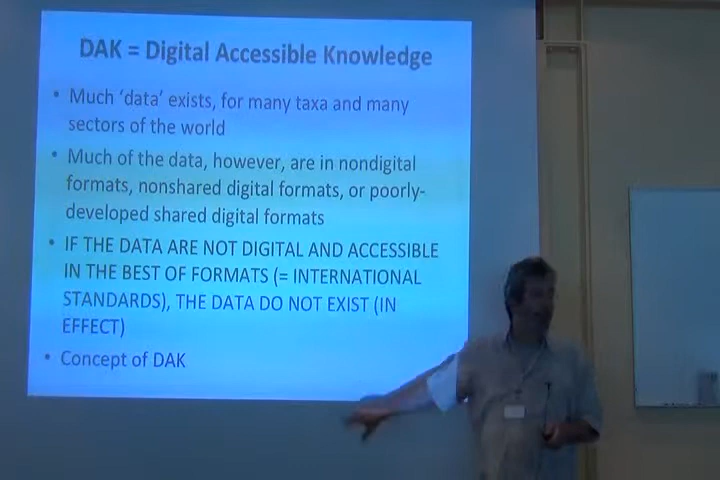 DAK = Digital Accessible Knowledge
• Much ‘data’ exists, for many taxa and many
sectors of the world
• Much of the data, however, are in nondigital
formats, nonshared digital formats, or poorly-
developed shared digital formats
• IF THE DATA ARE NOT DIGITAL AND ACCESSIBLE
IN THE BEST OF FORMATS (= INTERNATIONAL
STANDARDS), THE DATA DO NOT EXIST (IN
EFFECT)
• Concept of DAK